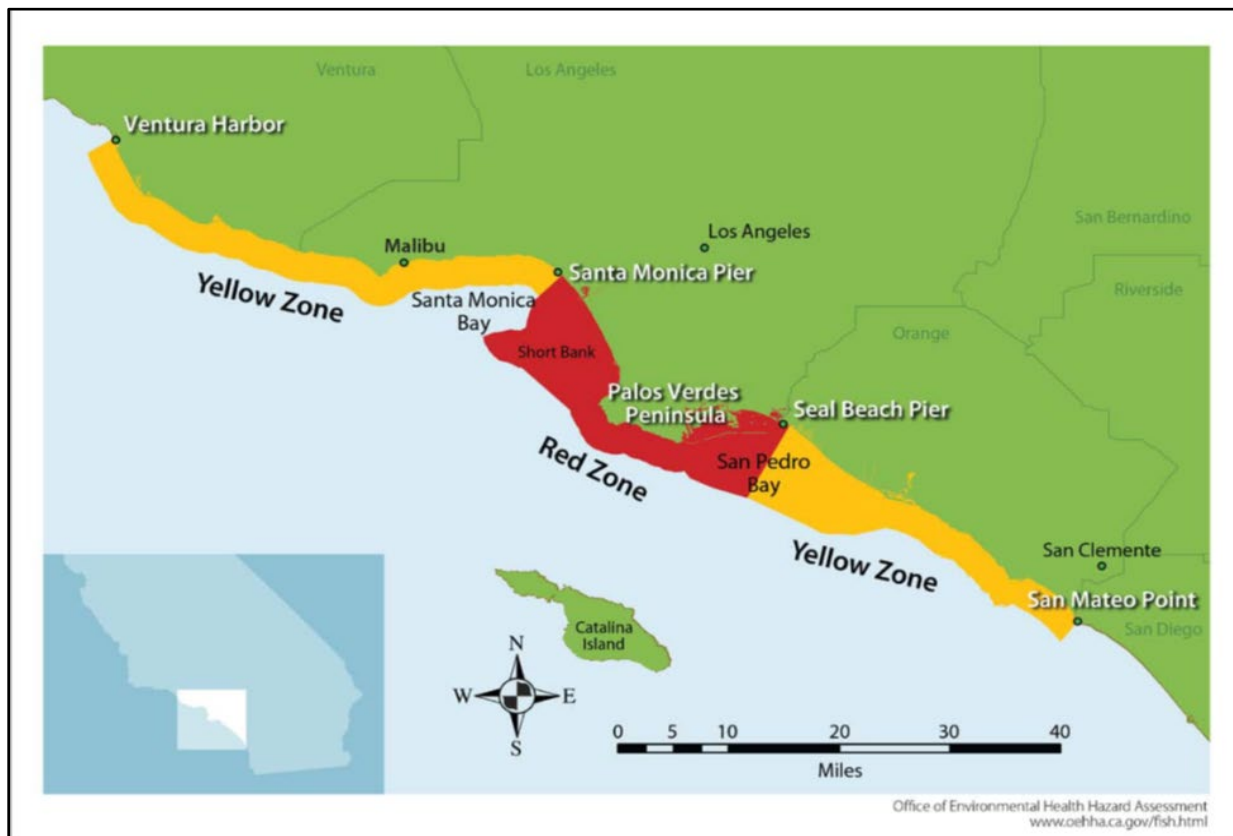 Ventura
Los Angeles
Ventura Harbor
San Bernardino
Los Angeles
Malibu
Santa Monica Pier
Riverside
Yellow Zone
Santa Monica
Bay
Orange
Short Bank
Palos Verdes
Peninsula
Seal Beach Pier
Red Zone
San Pedro
Bay
Yellow Zone
San Clemente
San Mateo Point
San Diego
Catalina
Island
N
W
E
S
0 5 10 20 30 40
Miles
Office of Environmental Health Hazard Assessment
www.oehha.ca.gov/fish.html